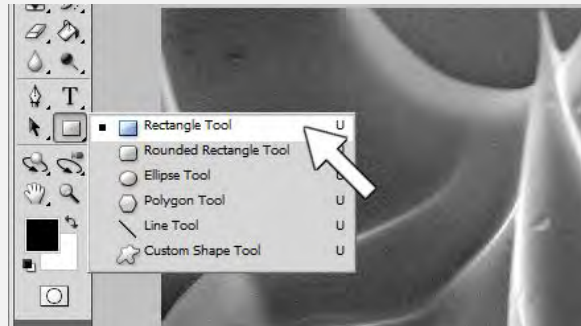 T
Rectangle Tool U
Rounded Rectangle Tool
Ellipse Tool U
Polygon Tool U
Line Tool U
Custom Shape Tool U